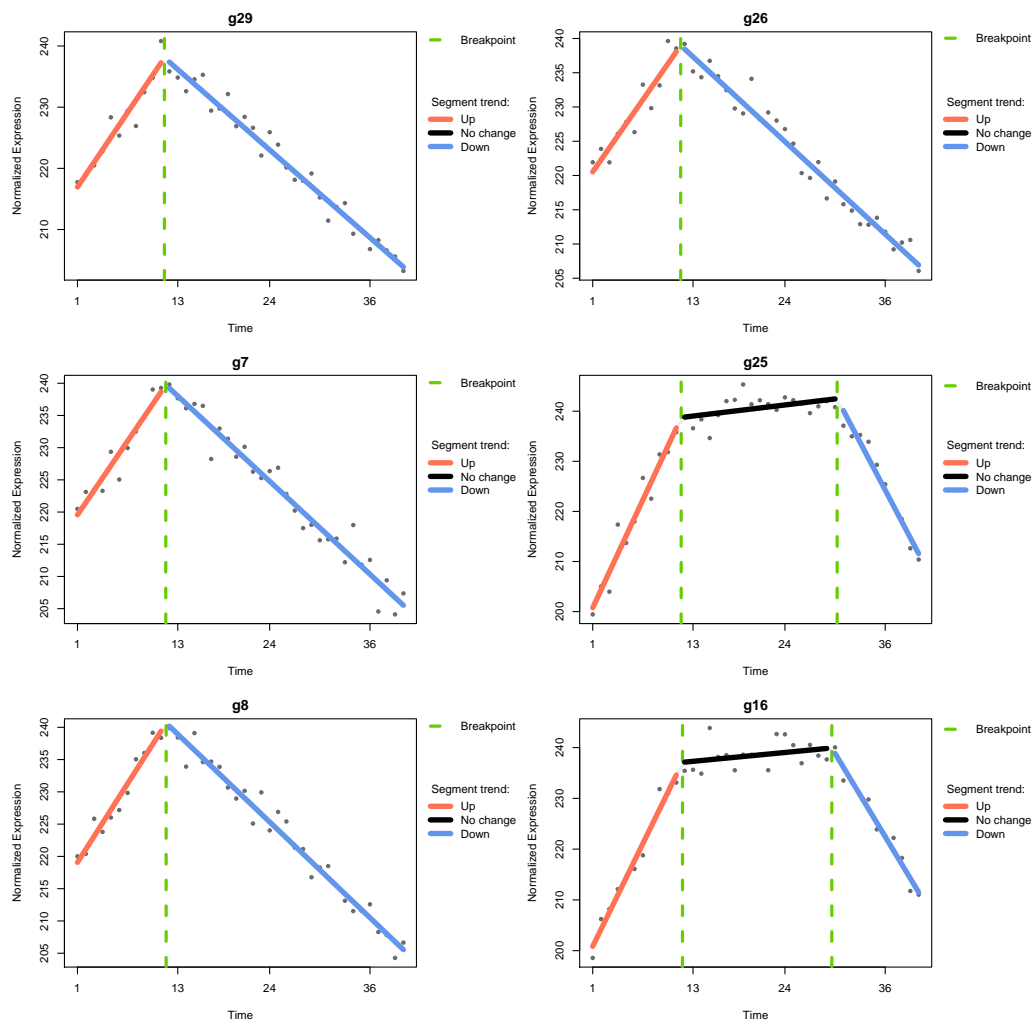 g29
Normalized Expression
240
230
220
210
1 13 24 36
Time
Breakpoint
Segment trend:
Up
No change
Down
g26
Normalized Expression
240
235
230
225
220
215
210
205
1 13 24 36
Time
Breakpoint
Segment trend:
Up
No change
Down
g7
Normalized Expression
240
235
230
225
220
215
210
205
1 13 24 36
Time
Breakpoint
Segment trend:
Up
No change
Down
g25
Normalized Expression
240
230
220
210
200
1 13 24 36
Time
Breakpoint
Segment trend:
Up
No change
Down
g8
Normalized Expression
240
235
230
225
220
215
210
205
1 13 24 36
Time
Breakpoint
Segment trend:
Up
No change
Down
g16
Normalized Expression
240
230
220
210
200
1 13 24 36
Time
Breakpoint
Segment trend:
Up
No change
Down